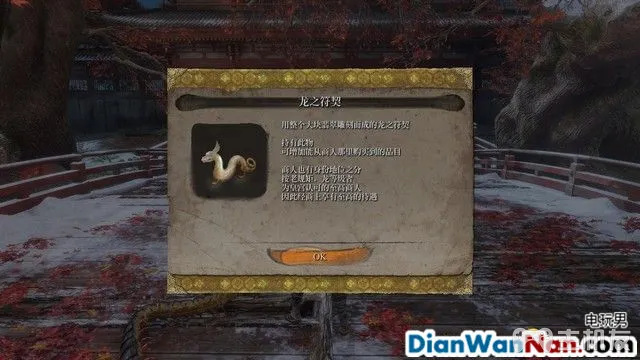 龙之符契
用整个大块翡翠雕刻而成的龙之符契
持有此物
可增加能从商人那里购买到的品目
商人也有身份地位之分
按老规矩，龙等级者
为皇宫认可的至高商人
因此经商上享有至高的待遇
OK
电玩男
DianWanNan.com